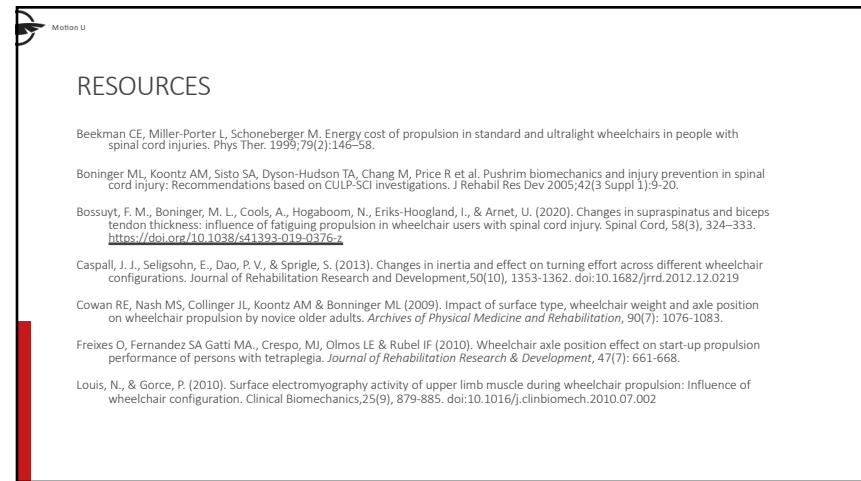 Motion U
RESOURCES
Beekman CE, Miller-Porter L, Schoneberger M. Energy cost of propulsion in standard and ultralight wheelchairs in people with
spinal cord injuries. Phys Ther. 1999;79(2):146–58.
Boninger ML, Koontz AM, Sisto SA, Dyson-Hudson TA, Chang M, Price R et al. Pushrim biomechanics and injury prevention in spinal
cord injury: Recommendations based on CULP-SCI investigations. J Rehabil Res Dev 2005;42(3 Suppl 1):9-20.
Bossuyt, F. M., Boninger, M. L., Cools, A., Hogaboom, N., Eriks-Hoogland, I., & Arnet, U. (2020). Changes in supraspinatus and biceps
tendon thickness: influence of fatiguing propulsion in wheelchair users with spinal cord injury. Spinal Cord, 58(3), 324–333.
https://doi.org/10.1038/s41393-019-0376-z
Caspall, J. J., Seligsohn, E., Dao, P. V., & Sprigle, S. (2013). Changes in inertia and effect on turning effort across different wheelchair
configurations. Journal of Rehabilitation Research and Development,50(10), 1353-1362. doi:10.1682/jrrd.2012.12.0219
Cowan RE, Nash MS, Collinger JL, Koontz AM & Bonninger ML (2009). Impact of surface type, wheelchair weight and axle position
on wheelchair propulsion by novice older adults. Archives of Physical Medicine and Rehabilitation, 90(7): 1076-1083.
Freixes O, Fernandez SA Gatti MA., Crespo, MJ, Olmos LE & Rubel IF (2010). Wheelchair axle position effect on start-up propulsion
performance of persons with tetraplegia. Journal of Rehabilitation Research & Development, 47(7): 661-668.
Louis, N., & Gorce, P. (2010). Surface electromyography activity of upper limb muscle during wheelchair propulsion: Influence of
wheelchair configuration. Clinical Biomechanics,25(9), 879-885. doi:10.1016/j.clinbiomech.2010.07.002